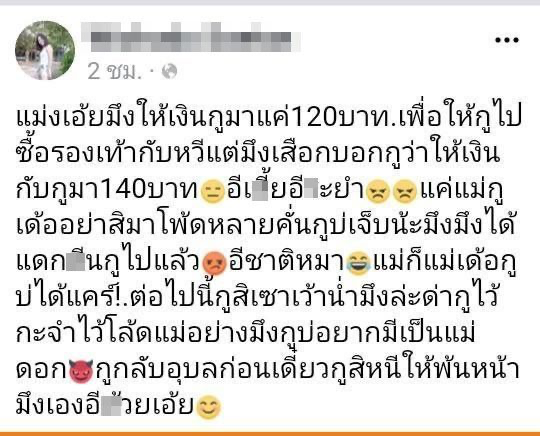 2 ชม.
แม่งเอ้ยมึงให้เงินกูมาแค่120บาท.เพื่อให้กูไป
ซื้อรองเท้ากับหวีแต่มึงเสือกบอกกูว่าให้เงิน
กับกูมา140บาท😑อีเ ี้ยอี ะยำ😠😠แค่แม่กู
เด้ออย่าสิมาโพ้ดหลายคั่นกูบ่เจ็บน้ะมึงมึงได้
แดก ีนกูไปแล้ว😡อีชาติหมา😂แม่ก็แม่เด้อกู
บ่ได้แคร์!.ต่อไปนี้กูสิเซาเว้าน่ำมึงล่ะด่ากูไว้
กะจำไว้โล้ดแม่อย่างมึงกูบ่อยากมีเป็นแม่
ดอก😈กูกลับอุบลก่อนเดี๋ยวกูสิหนีให้พ้นหน้า
มึงเองอี ้วยเอ้ย😊